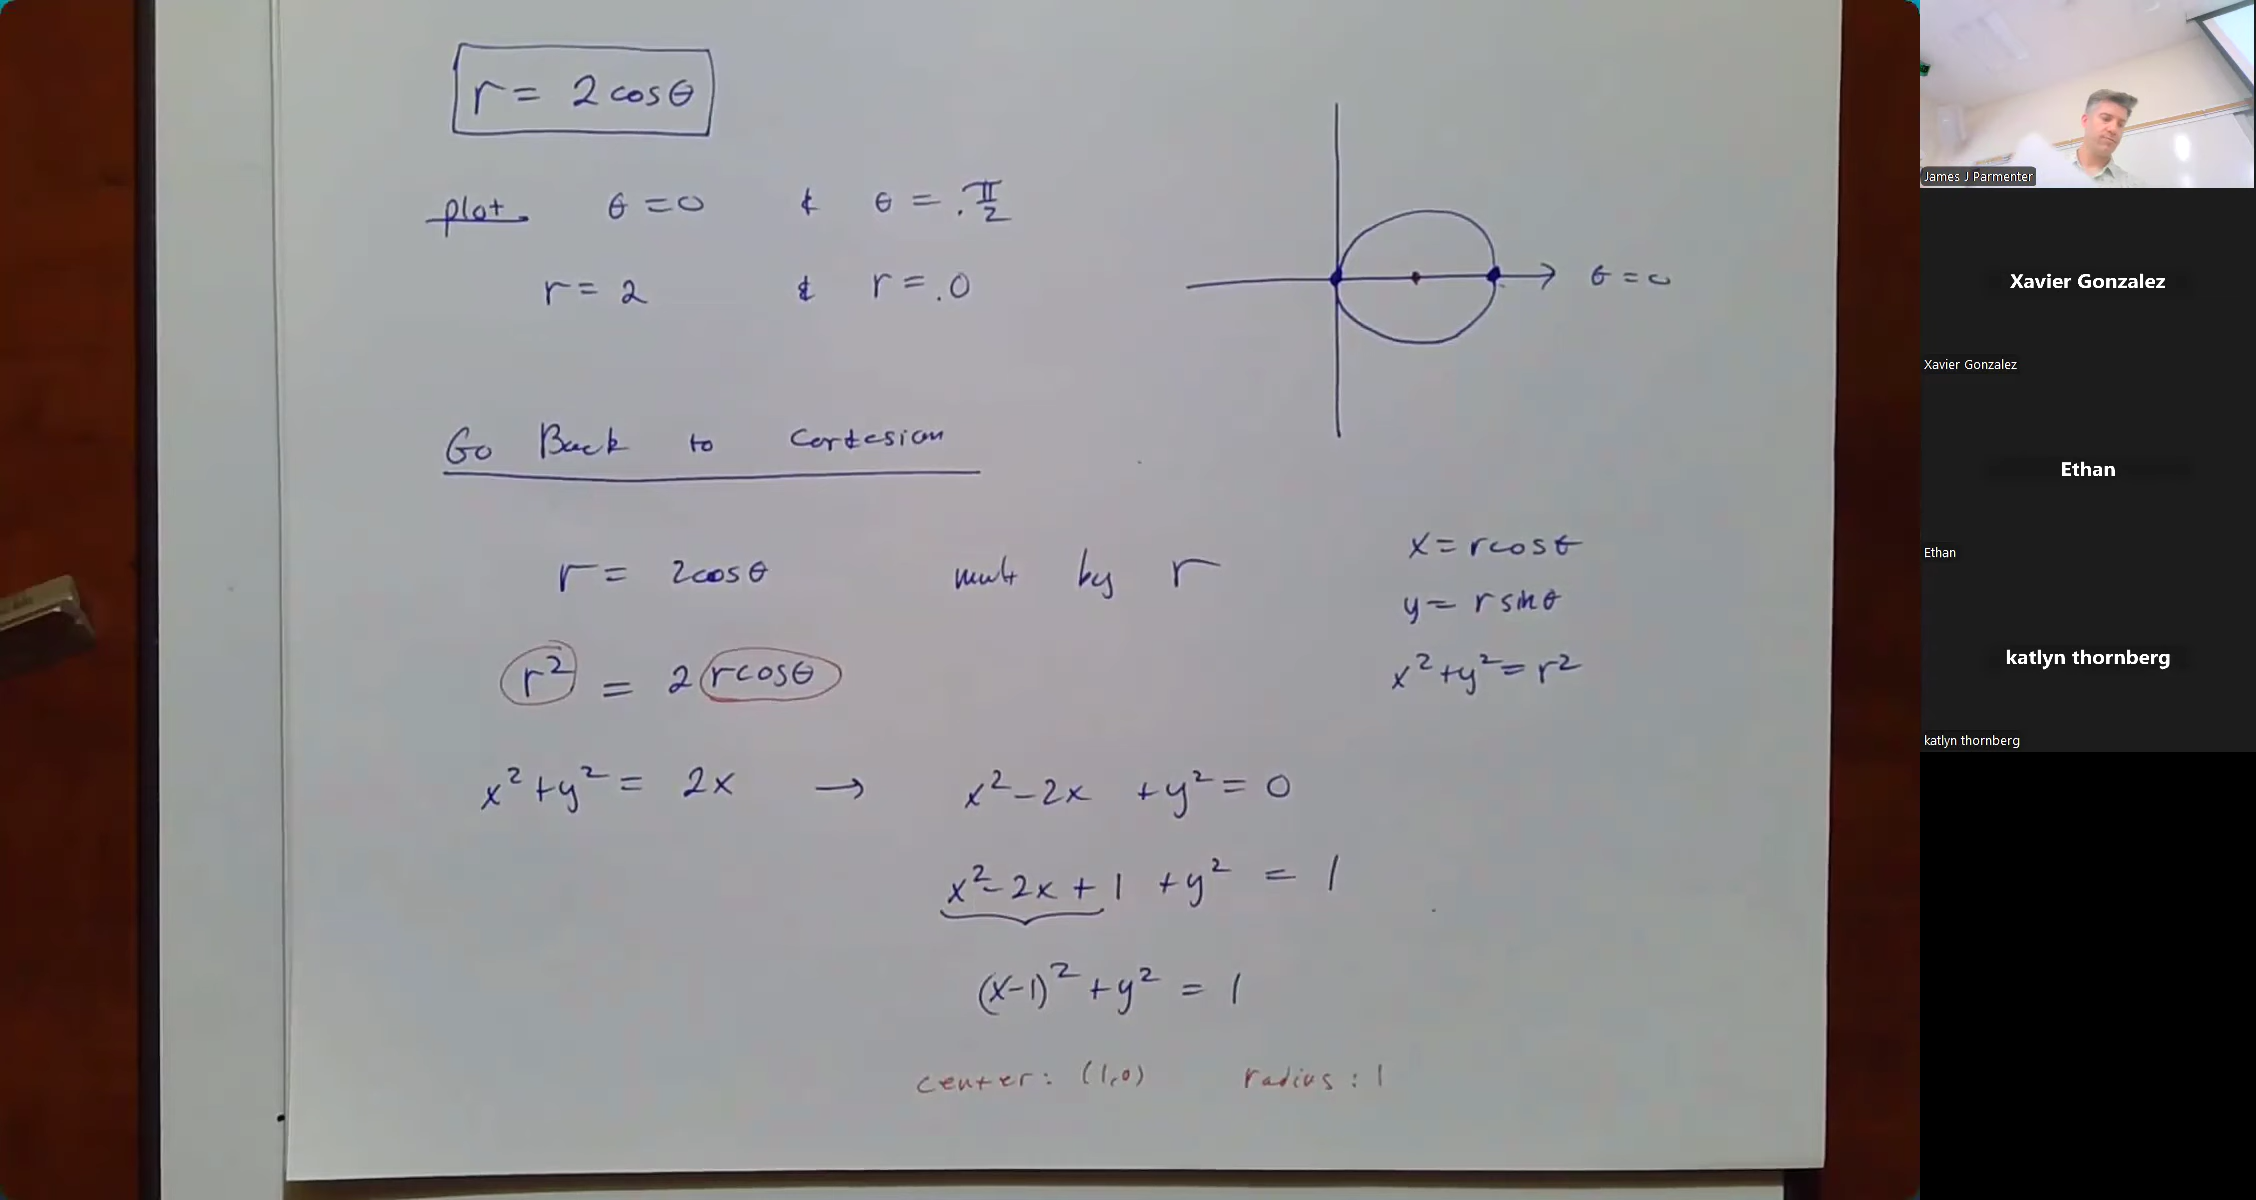 r = 2cosθ
plot θ = 0 & θ = π/2
r = 2 & r = .0
θ = 0
Go Back to Cartesian
r = 2cosθ mult by r
x = rcosθ
y = rsinθ
x² + y² = r²
r² = 2 rcosθ
x² + y² = 2x → x² - 2x + y² = 0
x² - 2x + 1 + y² = 1
(x-1)² + y² = 1
center: (1,0) radius: 1
James J Parmenter
Xavier Gonzalez
Xavier Gonzalez
Ethan
Ethan
katlyn thornberg
katlyn thornberg